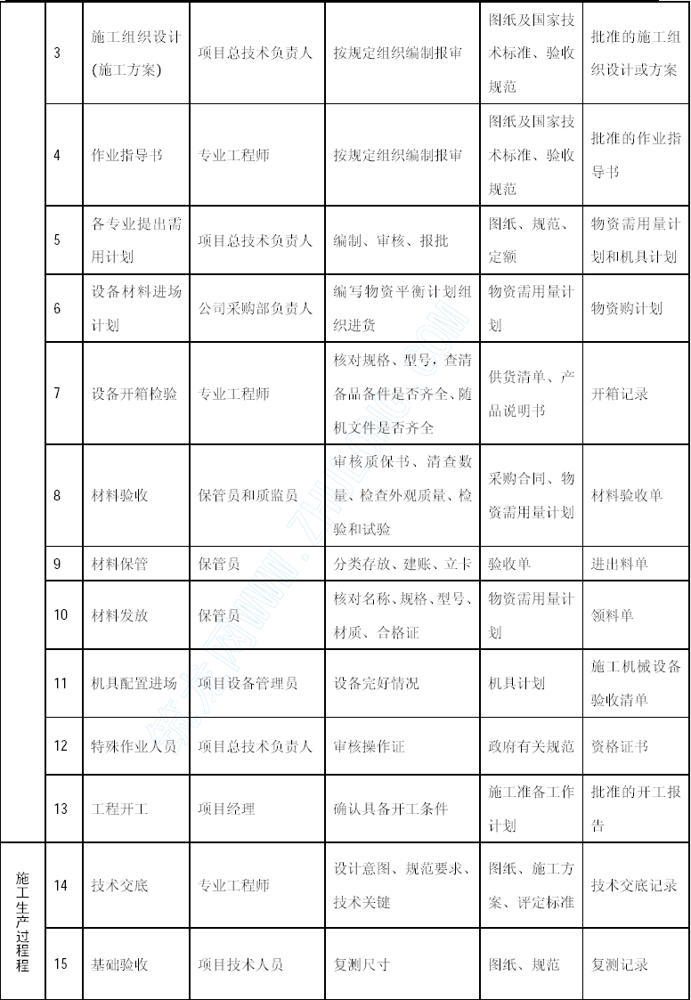 3 施工组织设计(施工方案) 项目总技术负责人 按规定组织编制报审 图纸及国家技术标准、验收规范 批准的施工组织设计或方案
4 作业指导书 专业工程师 按规定组织编制报审 图纸及国家技术标准、验收规范 批准的作业指导书
5 各专业提出需用计划 项目总技术负责人 编制、审核、报批 图纸、规范、定额 物资需用量计划和机具计划
6 设备材料进场计划 公司采购部负责人 编写物资平衡计划组织进货 物资需用量计划 物资购计划
7 设备开箱检验 专业工程师 核对规格、型号，查清备品备件是否齐全、随机文件是否齐全 供货清单、产品说明书 开箱记录
8 材料验收 保管员和质监员 审核质保书、清查数量、检查外观质量、检验和试验 采购合同、物资需用量计划 材料验收单
9 材料保管 保管员 分类存放、建账、立卡 验收单 进出料单
10 材料发放 保管员 核对名称、规格、型号、材质、合格证 物资需用量计划 领料单
11 机具配置进场 项目设备管理员 设备完好情况 机具计划 施工机械设备验收清单
12 特殊作业人员 项目总技术负责人 审核操作证 政府有关规范 资格证书
13 工程开工 项目经理 确认具备开工条件 施工准备工作计划 批准的开工报告
施工生产过程程
14 技术交底 专业工程师 设计意图、规范要求、技术关键 图纸、施工方案、评定标准 技术交底记录
15 基础验收 项目技术人员 复测尺寸 图纸、规范 复测记录
筑龙网WWW.ZHULONG.COM